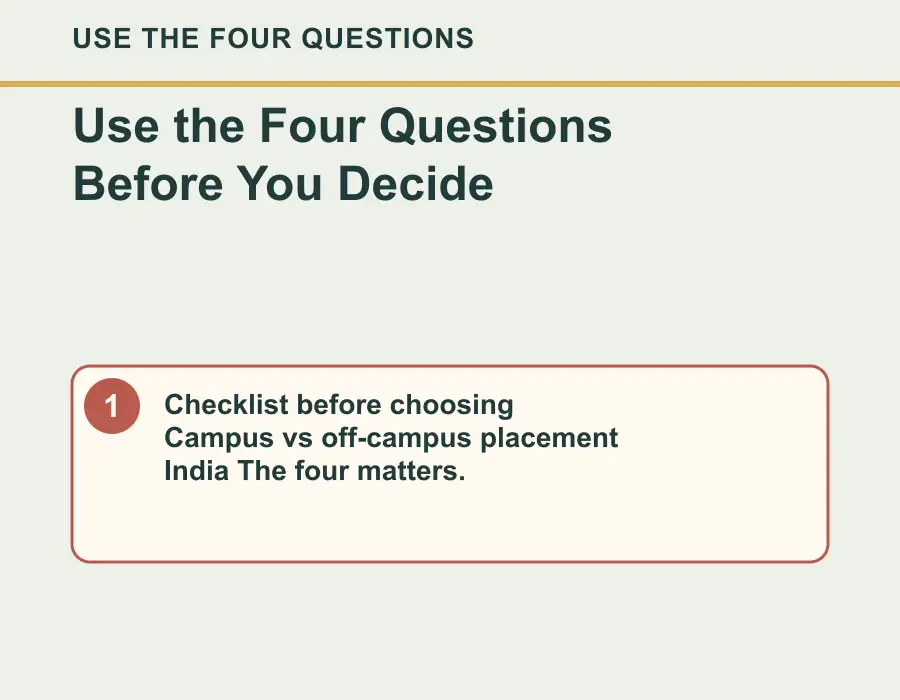 USE THE FOUR QUESTIONS
Use the Four Questions
Before You Decide
1
Checklist before choosing
Campus vs off-campus placement
India The four matters.